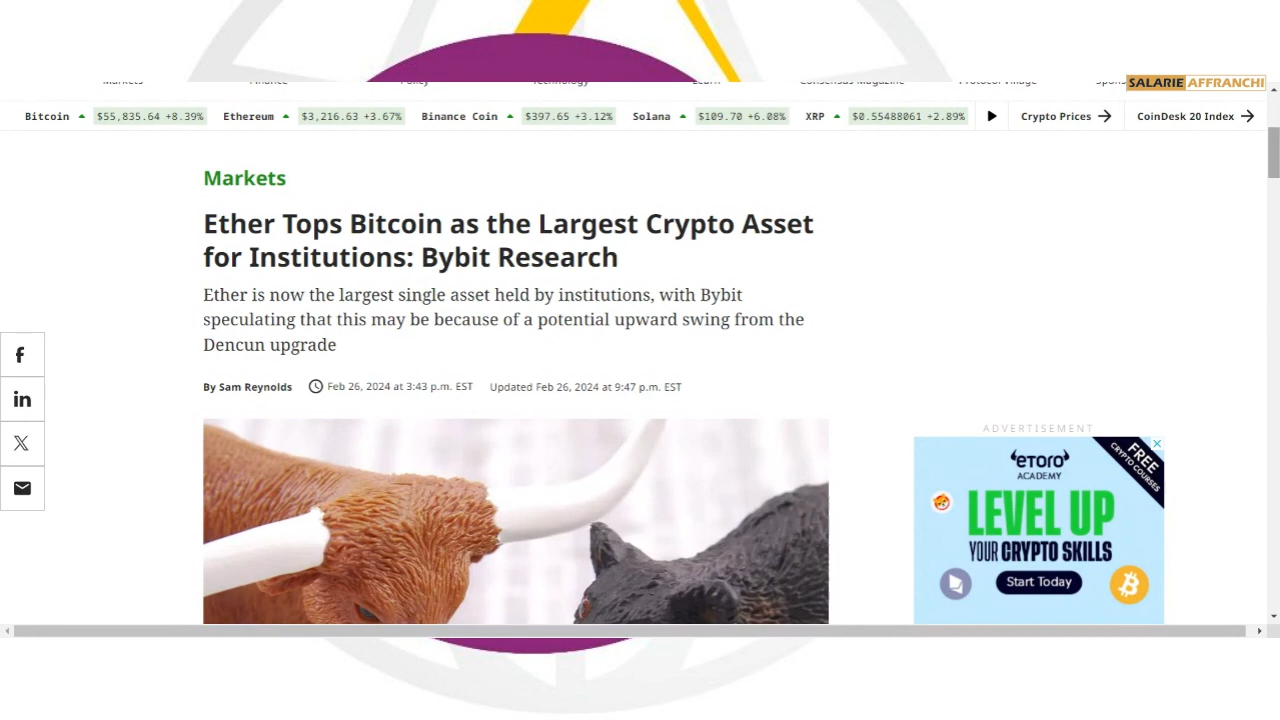 Markets
Finance
Policy
Technology
Learn
Consensus Magazine
Protocol Village
Spons
SALARIE AFFRANCHI
Bitcoin $55,835.64 +8.39% Ethereum $3,216.63 +3.67% Binance Coin $397.65 +3.12% Solana $109.70 +6.08% XRP $0.55488061 +2.89% Crypto Prices CoinDesk 20 Index
Markets
Ether Tops Bitcoin as the Largest Crypto Asset
for Institutions: Bybit Research
Ether is now the largest single asset held by institutions, with Bybit
speculating that this may be because of a potential upward swing from the
Dencun upgrade
By Sam Reynolds Feb 26, 2024 at 3:43 p.m. EST Updated Feb 26, 2024 at 9:47 p.m. EST
ADVERTISEMENT
eTORO
ACADEMY
FREE
CRYPTO COURSES
LEVEL UP
YOUR CRYPTO SKILLS
Start Today